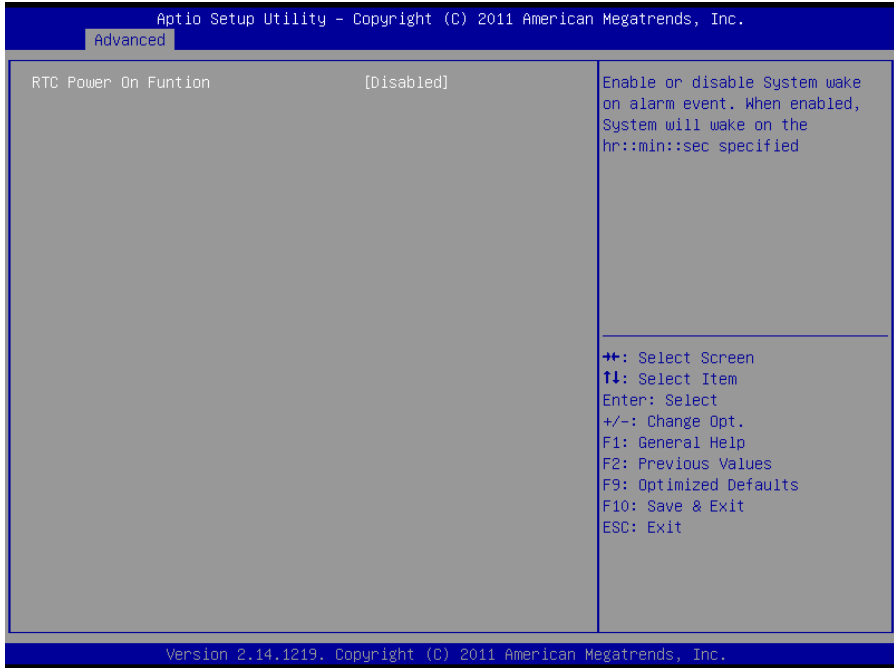 Aptio Setup Utility – Copyright (C) 2011 American Megatrends, Inc.
Advanced
RTC Power On Funtion [Disabled]
Enable or disable System wake
on alarm event. When enabled,
System will wake on the
hr::min::sec specified
→←: Select Screen
↑↓: Select Item
Enter: Select
+/-: Change Opt.
F1: General Help
F2: Previous Values
F9: Optimized Defaults
F10: Save & Exit
ESC: Exit
Version 2.14.1219. Copyright (C) 2011 American Megatrends, Inc.